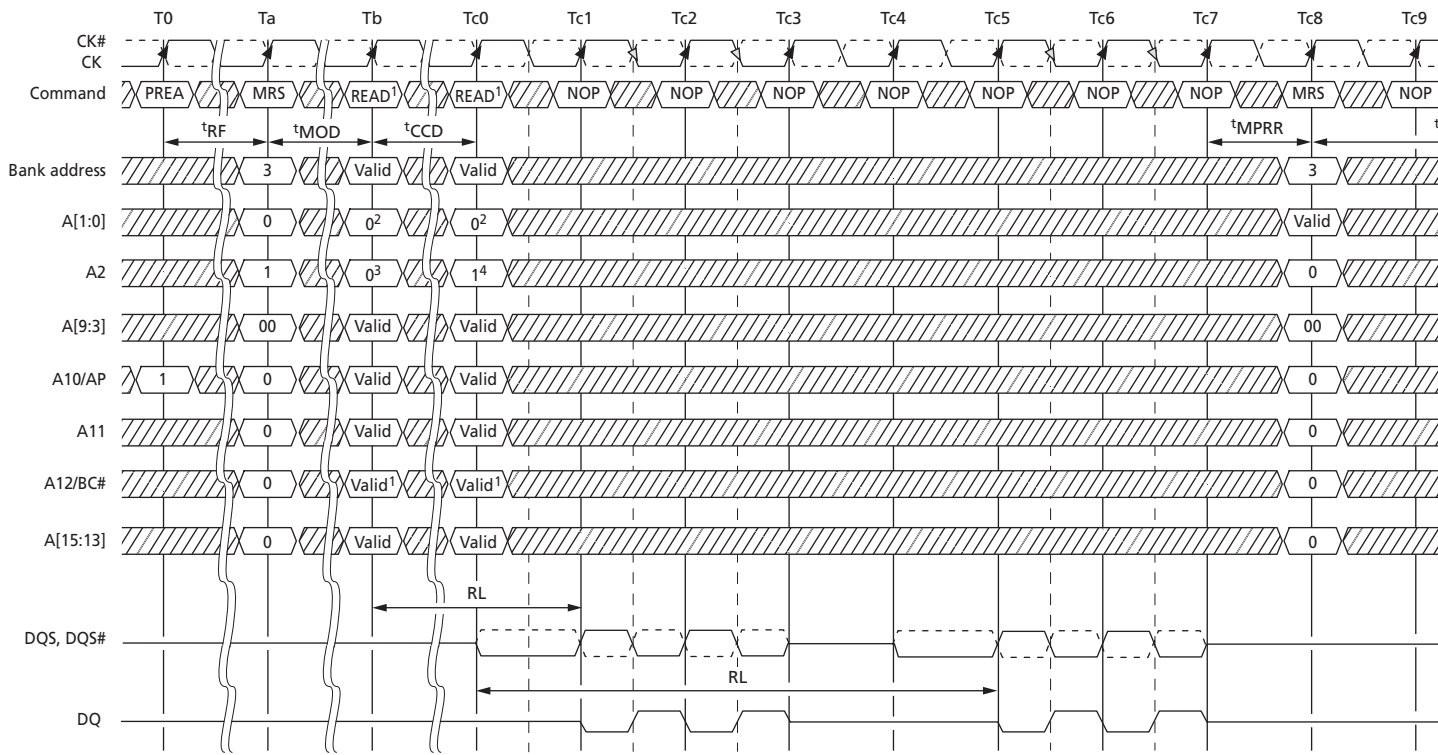 T0 Ta Tb Tc0 Tc1 Tc2 Tc3 Tc4 Tc5 Tc6 Tc7 Tc8 Tc9
CK#
CK
Command PREA MRS READ¹ READ¹ NOP NOP NOP NOP NOP NOP NOP MRS NOP
ᵗRF ᵗMOD ᵗCCD ᵗMPRR t
Bank address 3 Valid Valid 3
A[1:0] 0 0² 0² Valid
A2 1 0³ 1⁴ 0
A[9:3] 00 Valid Valid 00
A10/AP 1 0 Valid Valid 0
A11 0 Valid Valid 0
A12/BC# 0 Valid¹ Valid¹ 0
A[15:13] 0 Valid Valid 0
RL
DQS, DQS#
RL
DQ